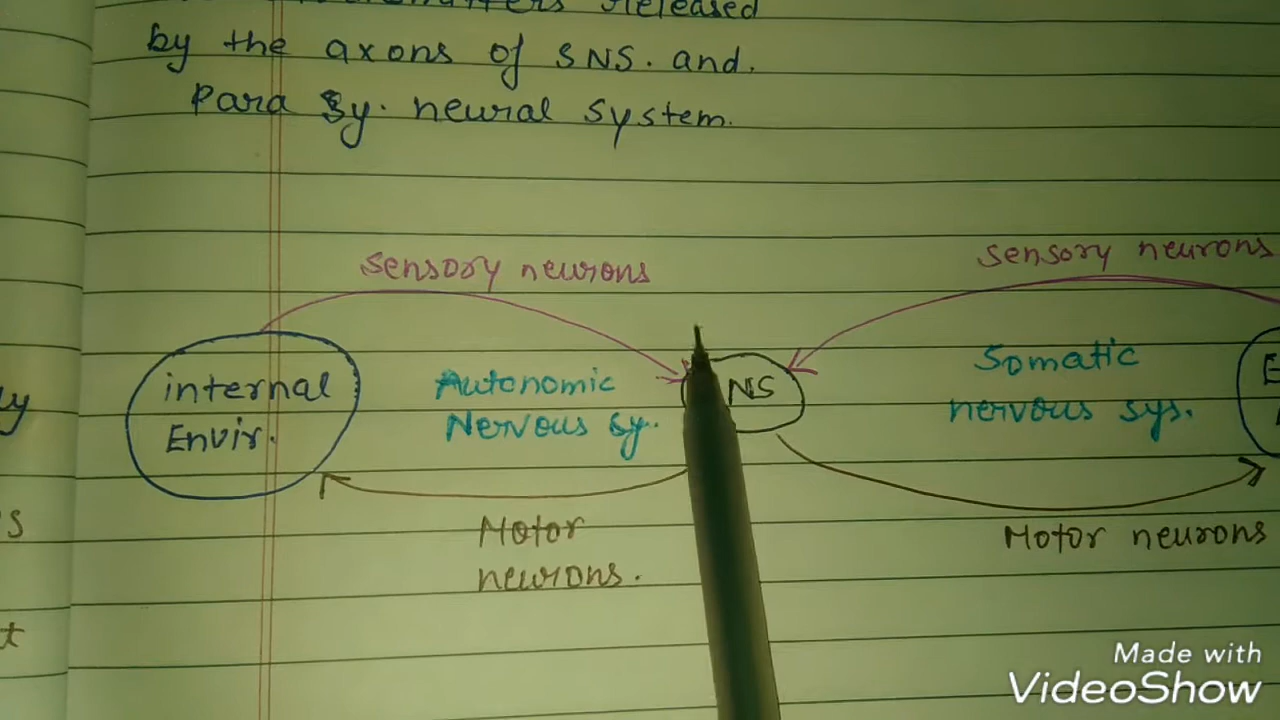 Released
by the axons of SNS. and.
Para Sy. neural system.
sensory neurons
sensory neurons
internal
Envir.
Autonomic
Nervous sy.
NS
Somatic
nervous sys.
Motor
neurons.
Motor neurons
Made with
VideoShow